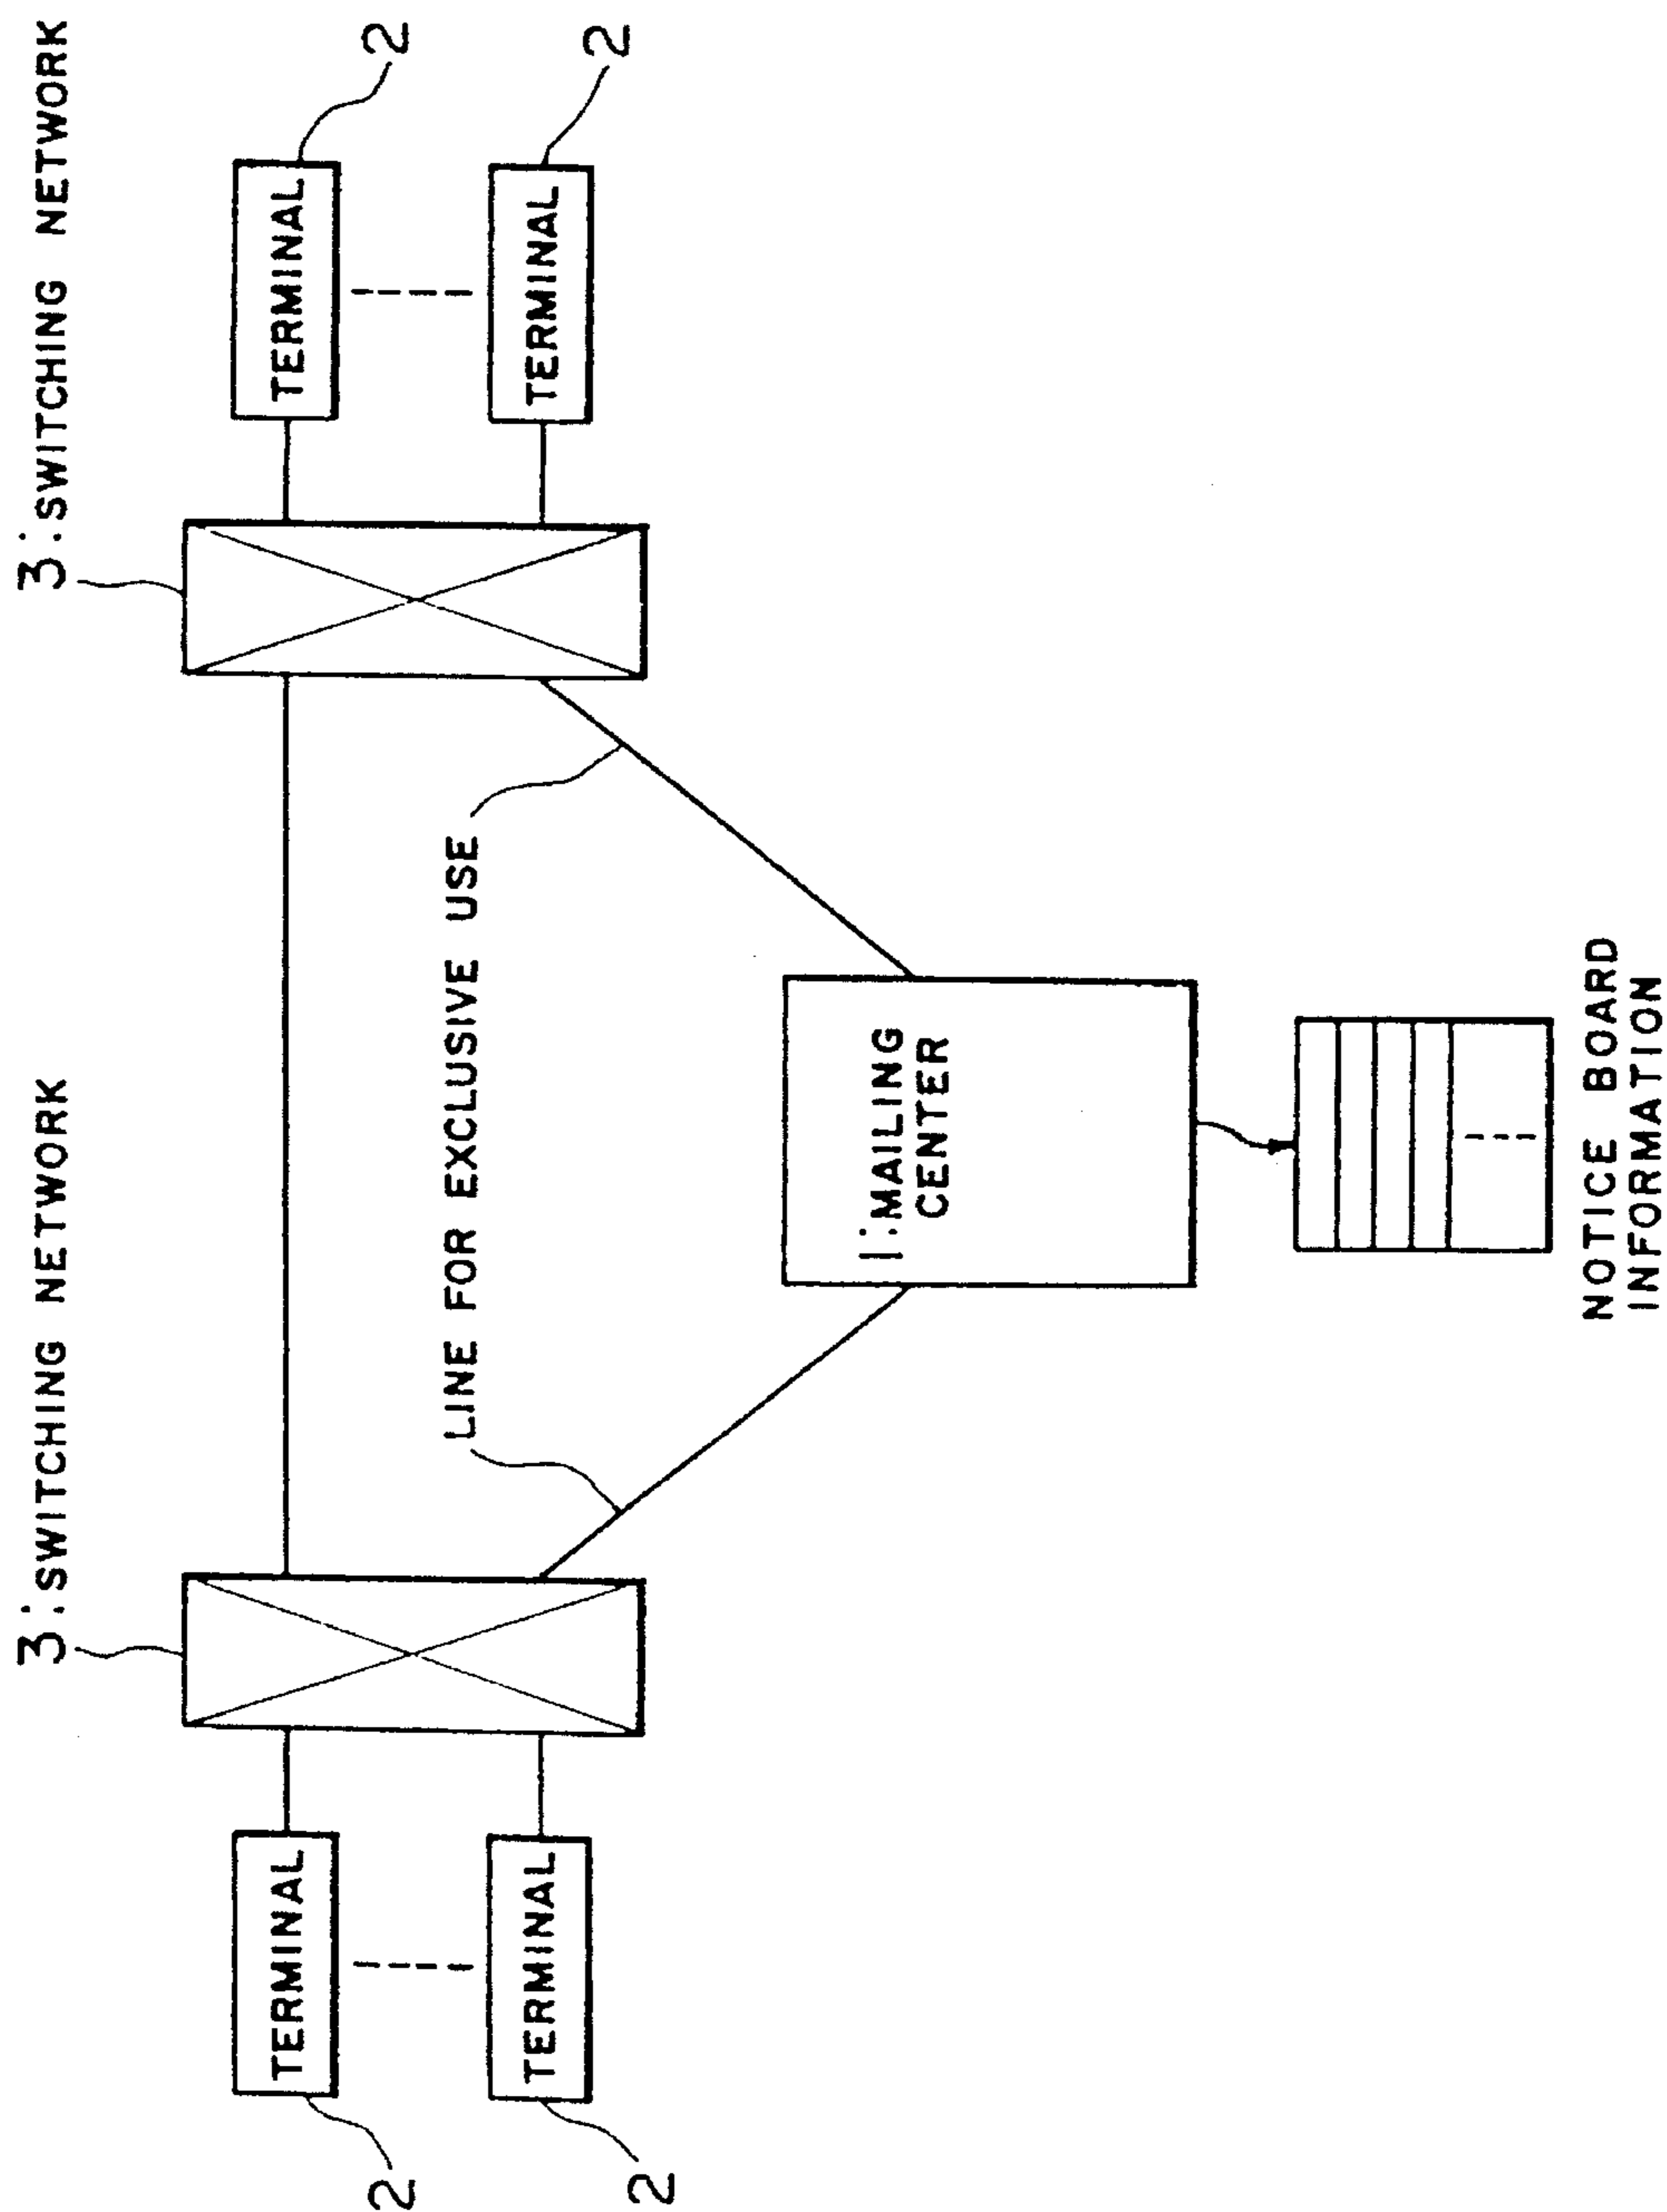 3:SWITCHING NETWORK
3:SWITCHING NETWORK
TERMINAL
TERMINAL
2
2
TERMINAL
TERMINAL
2
2
LINE FOR EXCLUSIVE USE
1:MAILING
CENTER
NOTICE BOARD
INFORMATION